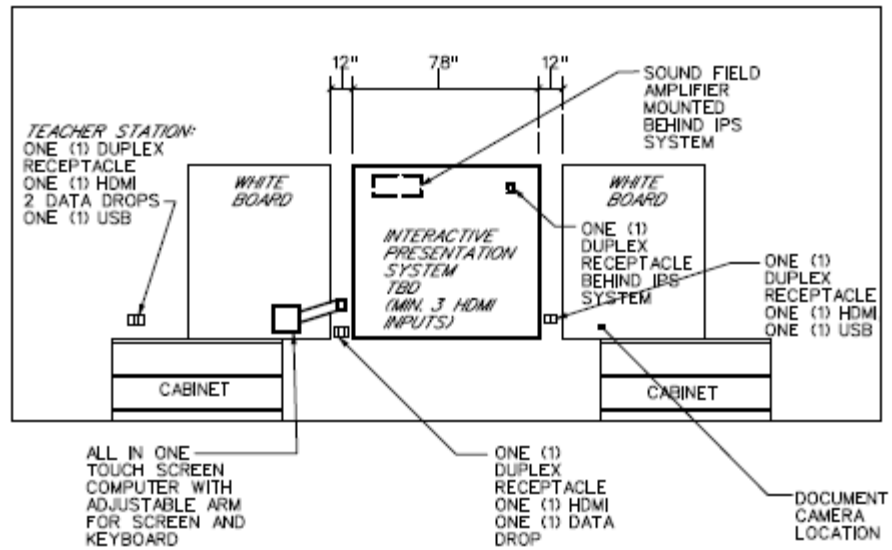 12"
78"
12"
SOUND FIELD
AMPLIFIER
MOUNTED
BEHIND IPS
SYSTEM
TEACHER STATION:
ONE (1) DUPLEX
RECEPTACLE
ONE (1) HDMI
2 DATA DROPS
ONE (1) USB
WHITE
BOARD
INTERACTIVE
PRESENTATION
SYSTEM
TBD
(MIN. 3 HDMI
INPUTS)
ONE (1)
DUPLEX
RECEPTACLE
BEHIND IPS
SYSTEM
WHITE
BOARD
ONE (1)
DUPLEX
RECEPTACLE
ONE (1) HDMI
ONE (1) USB
CABINET
CABINET
ALL IN ONE
TOUCH SCREEN
COMPUTER WITH
ADJUSTABLE ARM
FOR SCREEN AND
KEYBOARD
ONE (1)
DUPLEX
RECEPTACLE
ONE (1) HDMI
ONE (1) DATA
DROP
DOCUMENT
CAMERA
LOCATION